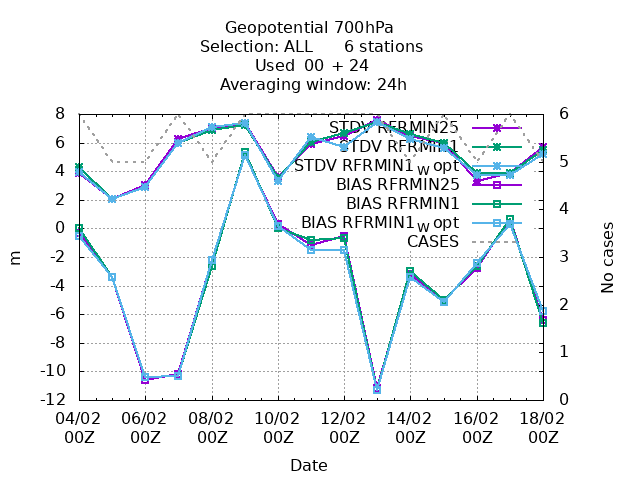 Geopotential 700hPa
Selection: ALL 6 stations
Used 00 + 24
Averaging window: 24h
8 6
STDV RFRMIN25
6
STDV RFRMIN1
5
4 STDV RFRMIN1w opt
BIAS RFRMIN25
2
BIAS RFRMIN1
4
0 BIAS RFRMIN1w opt
CASES
-2
3
-4
2
-6
-8
1
-10
-12 0
m
No cases
04/02 06/02 08/02 10/02 12/02 14/02 16/02 18/02
00Z 00Z 00Z 00Z 00Z 00Z 00Z 00Z
Date